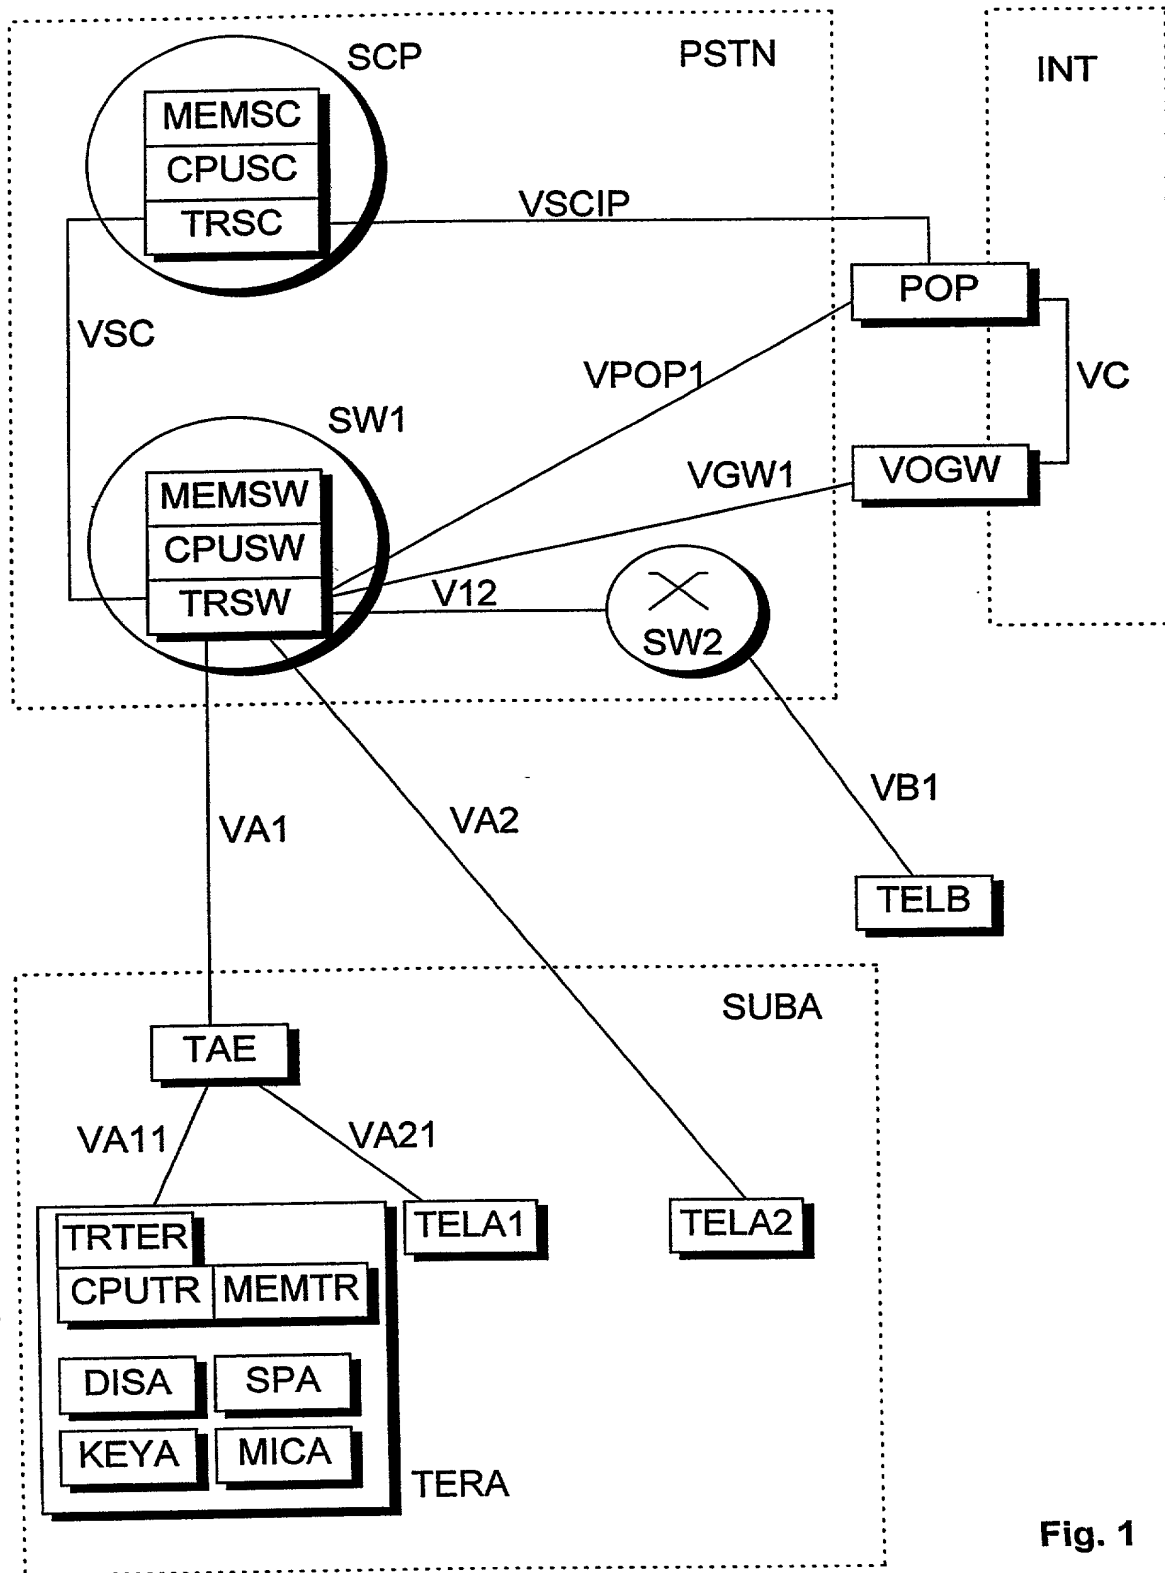 SCP
PSTN
INT
MEMSC
CPUSC
TRSC
VSCIP
POP
VSC
VPOP1
VC
SW1
VGW1
VOGW
MEMSW
CPUSW
TRSW
V12
SW2
VB1
VA1
VA2
TELB
SUBA
TAE
VA11
VA21
TRTER
TELA1
TELA2
CPUTR
MEMTR
DISA
SPA
KEYA
MICA
TERA
Fig. 1